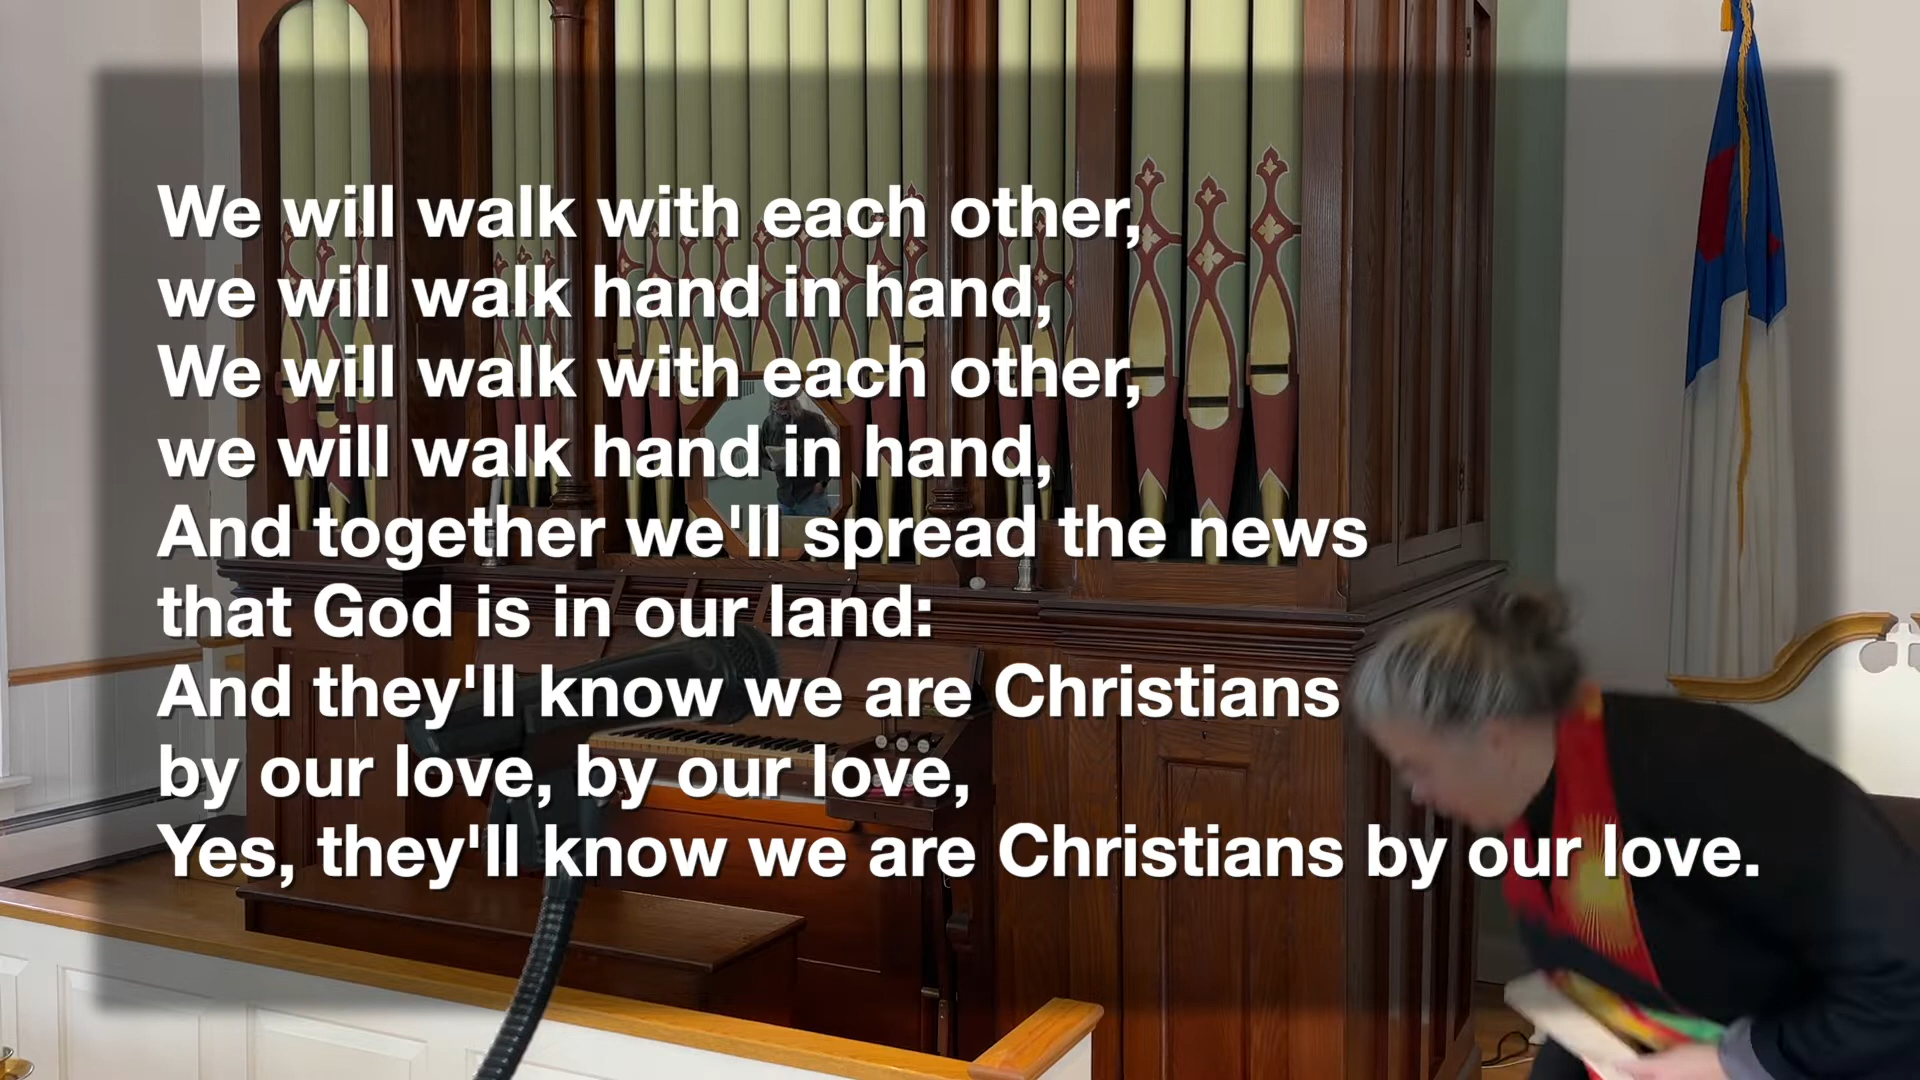 We will walk with each other,
we will walk hand in hand,
We will walk with each other,
we will walk hand in hand,
And together we'll spread the news
that God is in our land:
And they'll know we are Christians
by our love, by our love,
Yes, they'll know we are Christians by our love.